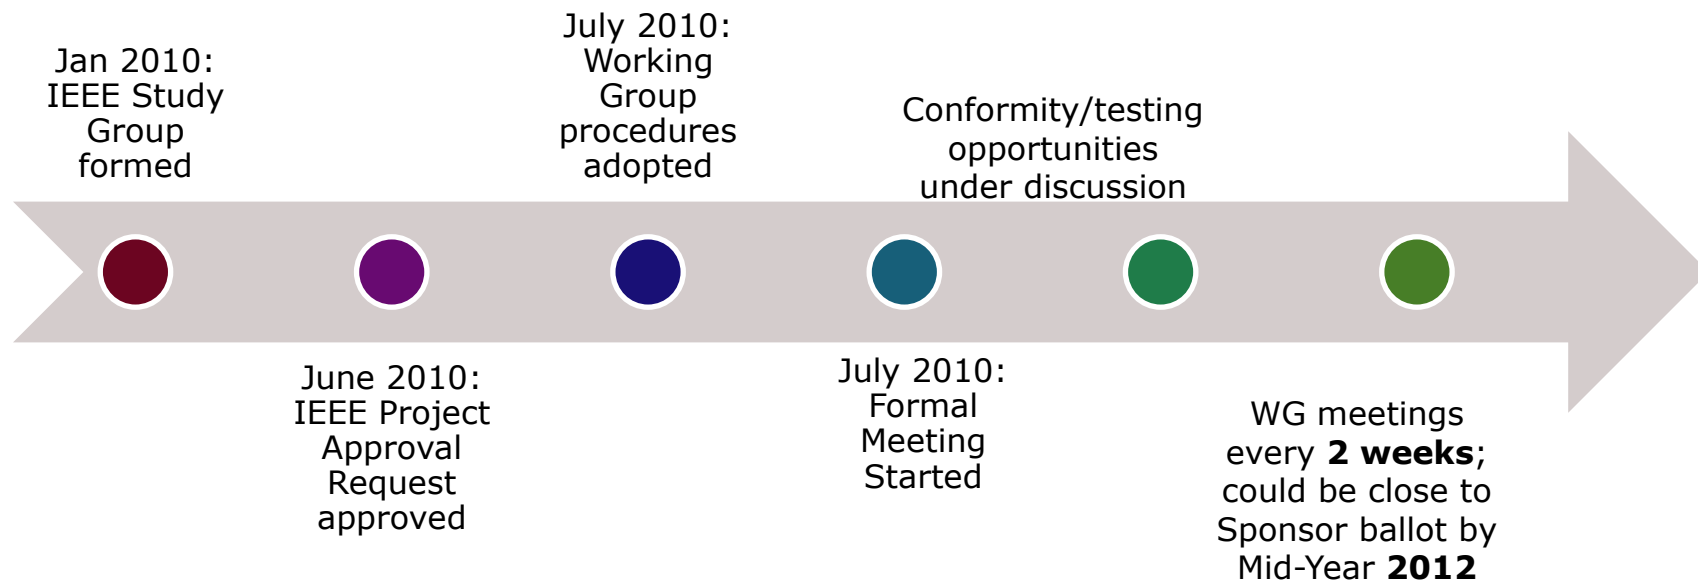 Jan 2010:
IEEE Study
Group
formed
June 2010:
IEEE Project
Approval
Request
approved
July 2010:
Working
Group
procedures
adopted
July 2010:
Formal
Meeting
Started
Conformity/testing
opportunities
under discussion
WG meetings
every 2 weeks;
could be close to
Sponsor ballot by
Mid-Year 2012